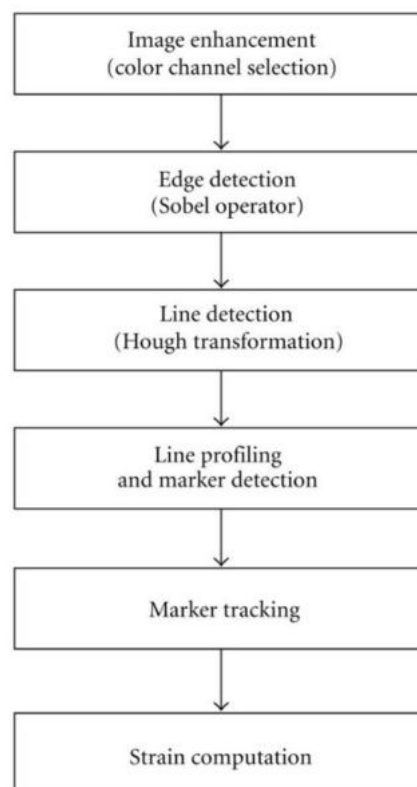 Image enhancement
(color channel selection)
Edge detection
(Sobel operator)
Line detection
(Hough transformation)
Line profiling
and marker detection
Marker tracking
Strain computation